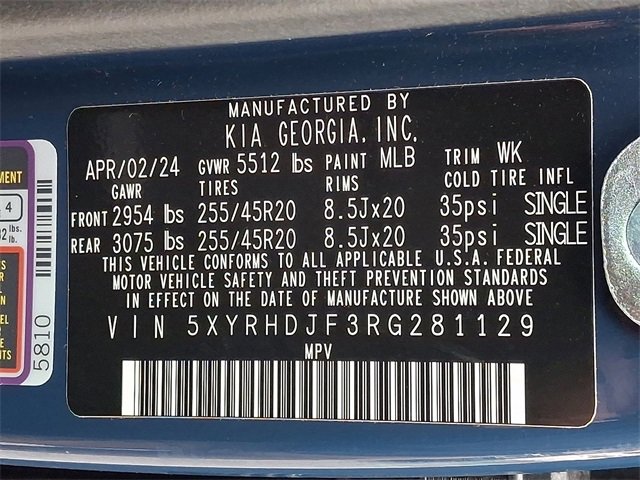 MANUFACTURED BY
KIA GEORGIA, INC.
APR/02/24 GVWR 5512 lbs PAINT MLB TRIM WK
GAWR TIRES RIMS COLD TIRE INFL
FRONT 2954 lbs 255/45R20 8.5Jx20 35psi SINGLE
REAR 3075 lbs 255/45R20 8.5Jx20 35psi SINGLE
THIS VEHICLE CONFORMS TO ALL APPLICABLE U.S.A. FEDERAL
MOTOR VEHICLE SAFETY AND THEFT PREVENTION STANDARDS
IN EFFECT ON THE DATE OF MANUFACTURE SHOWN ABOVE
VIN 5XYRHDJF3RG281129
MPV
4
lbs.
lb.
5810